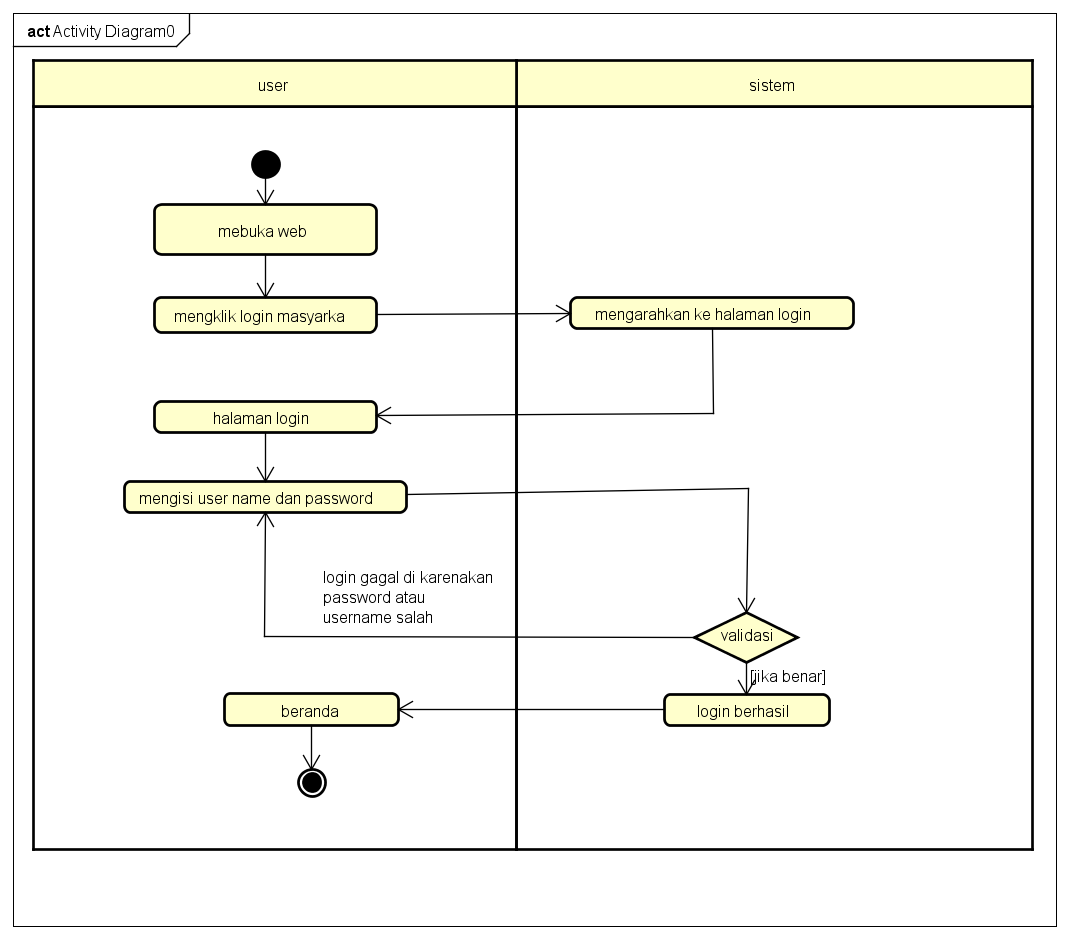 act Activity Diagram0
user
sistem
mebuka web
mengklik login masyarka
mengarahkan ke halaman login
halaman login
mengisi user name dan password
login gagal di karenakan
password atau
username salah
validasi
[jika benar]
beranda
login berhasil